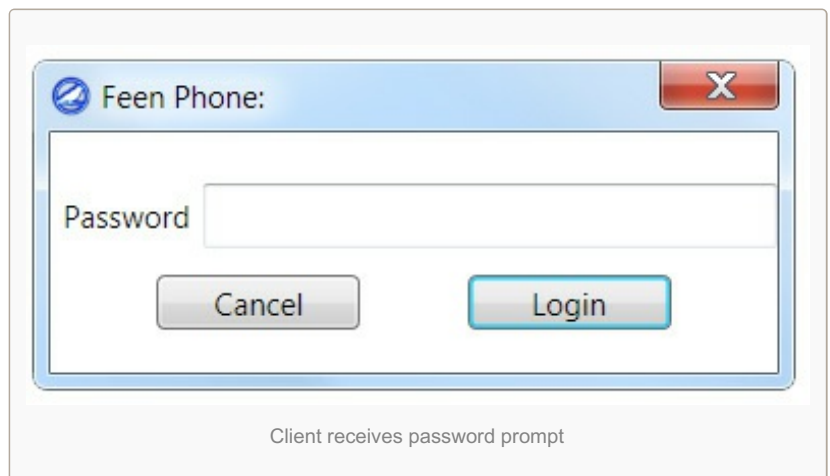 Feen Phone:
X
Password
Cancel Login
Client receives password prompt